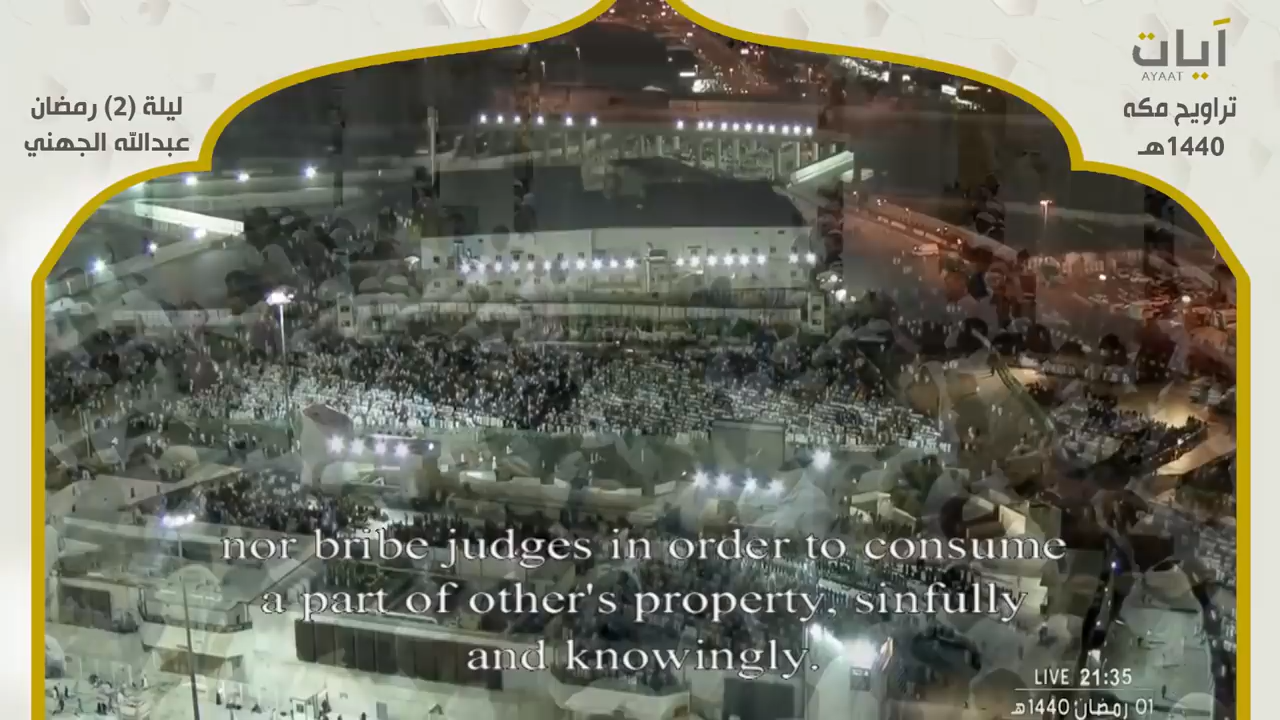 آيات
AYAAT
تراويح مكه
1440هـ
ليلة (2) رمضان
عبدالله الجهني
nor bribe judges in order to consume
a part of other's property, sinfully
and knowingly.
LIVE 21:35
01 رمضان 1440هـ